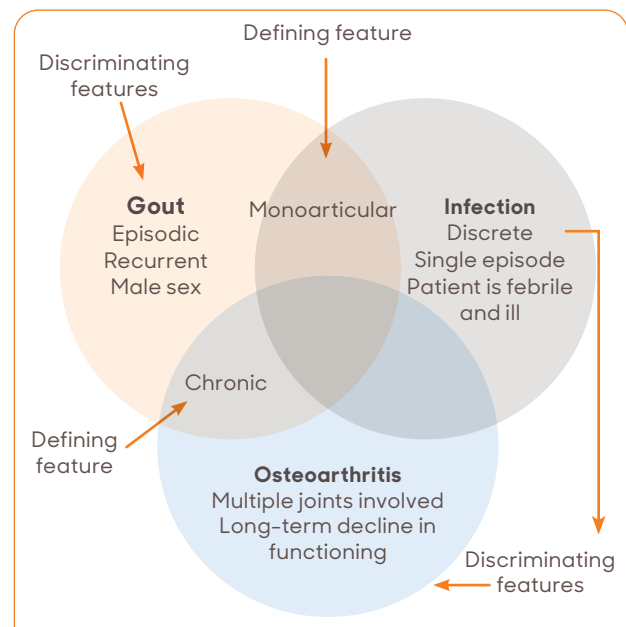 Defining feature
Discriminating
features
Gout
Episodic
Recurrent
Male sex
Monoarticular
Infection
Discrete
Single episode
Patient is febrile
and ill
Chronic
Defining
feature
Osteoarthritis
Multiple joints involved
Long-term decline in
functioning
Discriminating
features